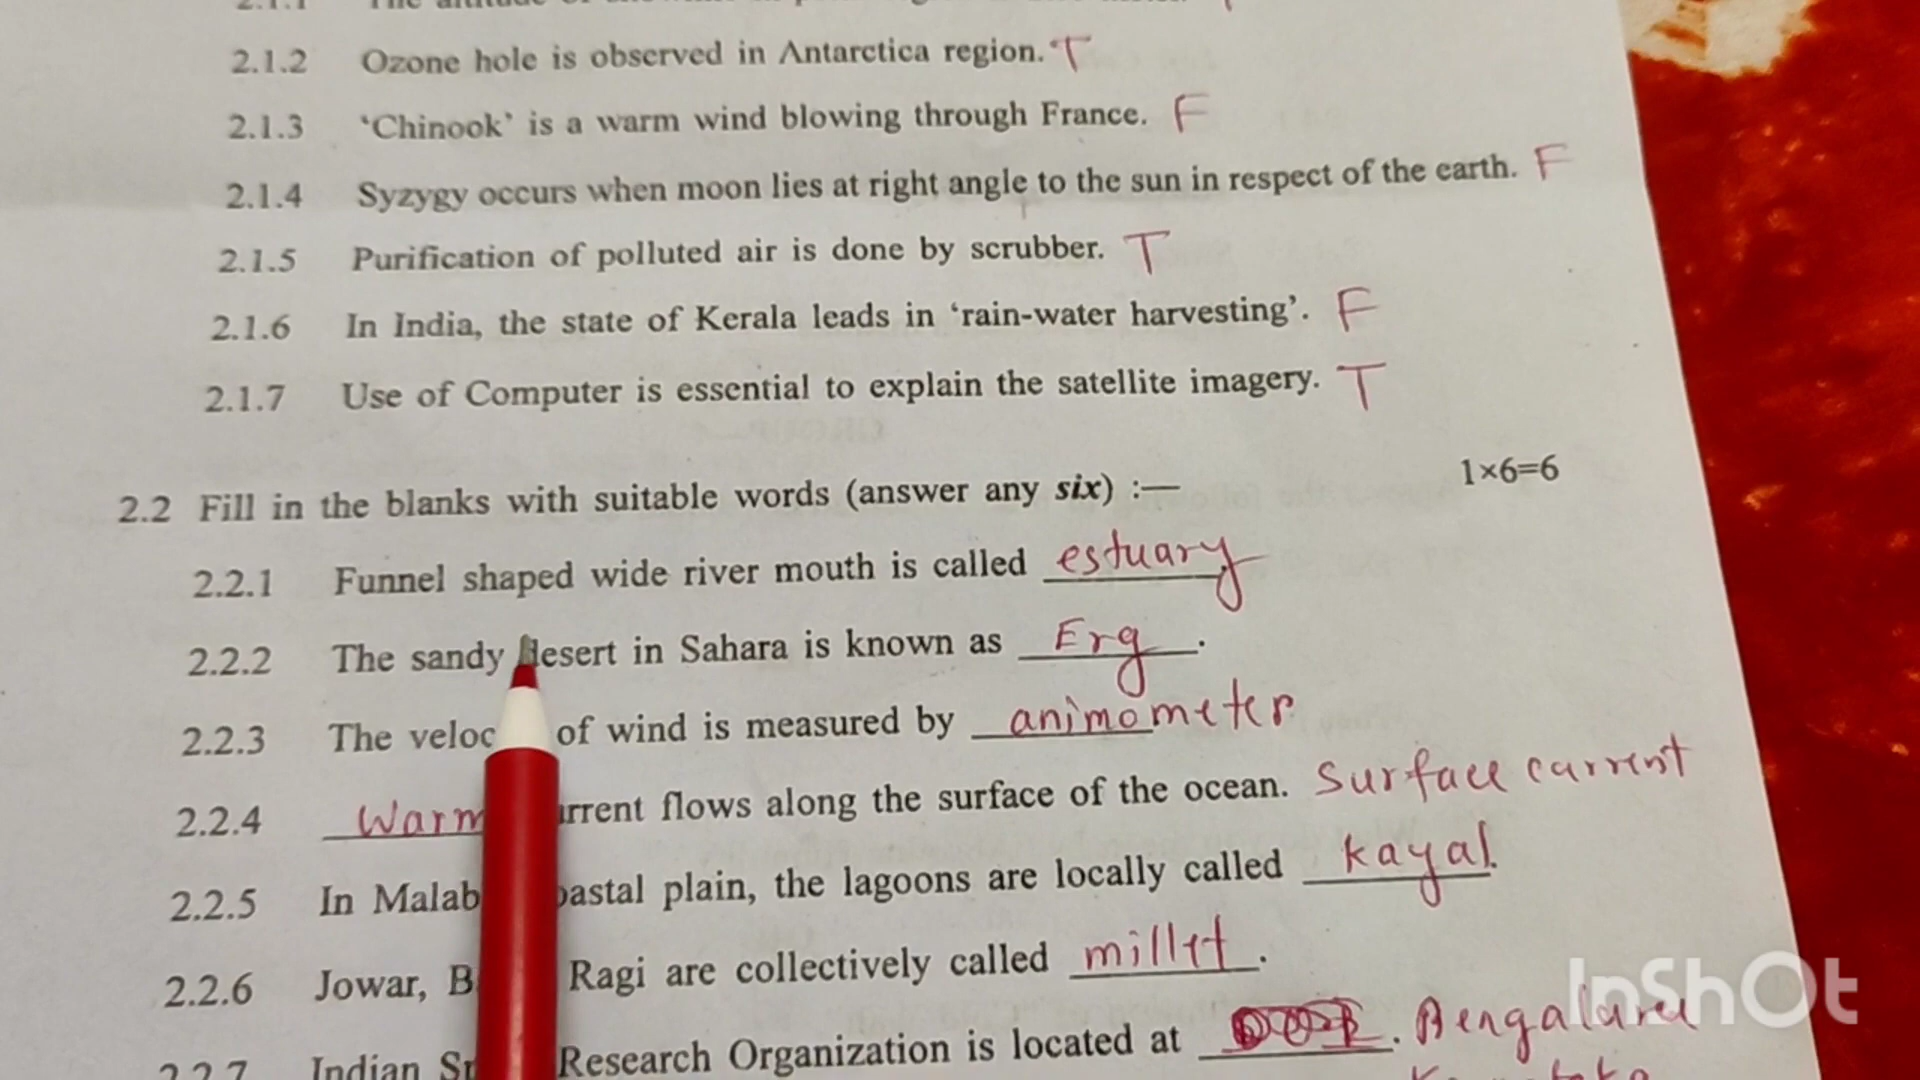 2.1.2 Ozone hole is observed in Antarctica region. T
2.1.3 ‘Chinook’ is a warm wind blowing through France. F
2.1.4 Syzygy occurs when moon lies at right angle to the sun in respect of the earth. F
2.1.5 Purification of polluted air is done by scrubber. T
2.1.6 In India, the state of Kerala leads in ‘rain-water harvesting’. F
2.1.7 Use of Computer is essential to explain the satellite imagery. T
2.2 Fill in the blanks with suitable words (answer any six) :— 1×6=6
2.2.1 Funnel shaped wide river mouth is called estuary
2.2.2 The sandy desert in Sahara is known as Erg.
2.2.3 The veloc of wind is measured by animometer
2.2.4 Warm rrent flows along the surface of the ocean. Surface current
2.2.5 In Malab oastal plain, the lagoons are locally called kayal.
2.2.6 Jowar, B Ragi are collectively called millet.
2.2.7 Indian Research Organization is located at . Bengaluru
InShOt